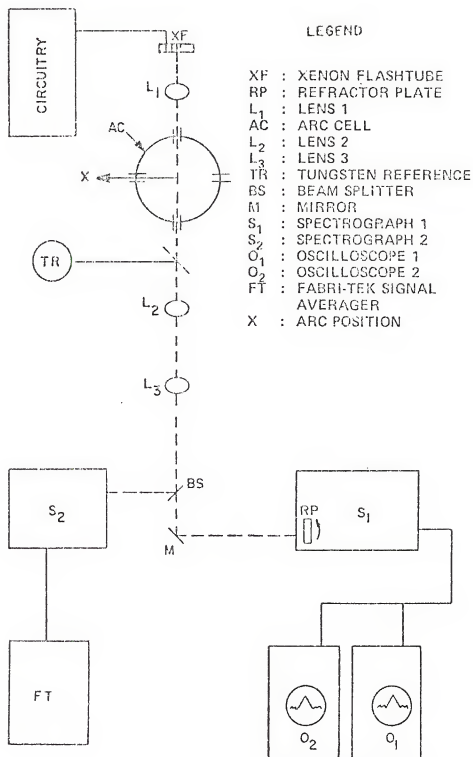 CIRCUITRY
XF
L1
AC
X
TR
L2
L3
BS
S2
M
RP
S1
FT
O2
O1
LEGEND
XF : XENON FLASHTUBE
RP : REFRACTOR PLATE
L1 : LENS 1
AC : ARC CELL
L2 : LENS 2
L3 : LENS 3
TR : TUNGSTEN REFERENCE
BS : BEAM SPLITTER
M : MIRROR
S1 : SPECTROGRAPH 1
S2 : SPECTROGRAPH 2
O1 : OSCILLOSCOPE 1
O2 : OSCILLOSCOPE 2
FT : FABRI-TEK SIGNAL
AVERAGER
X : ARC POSITION